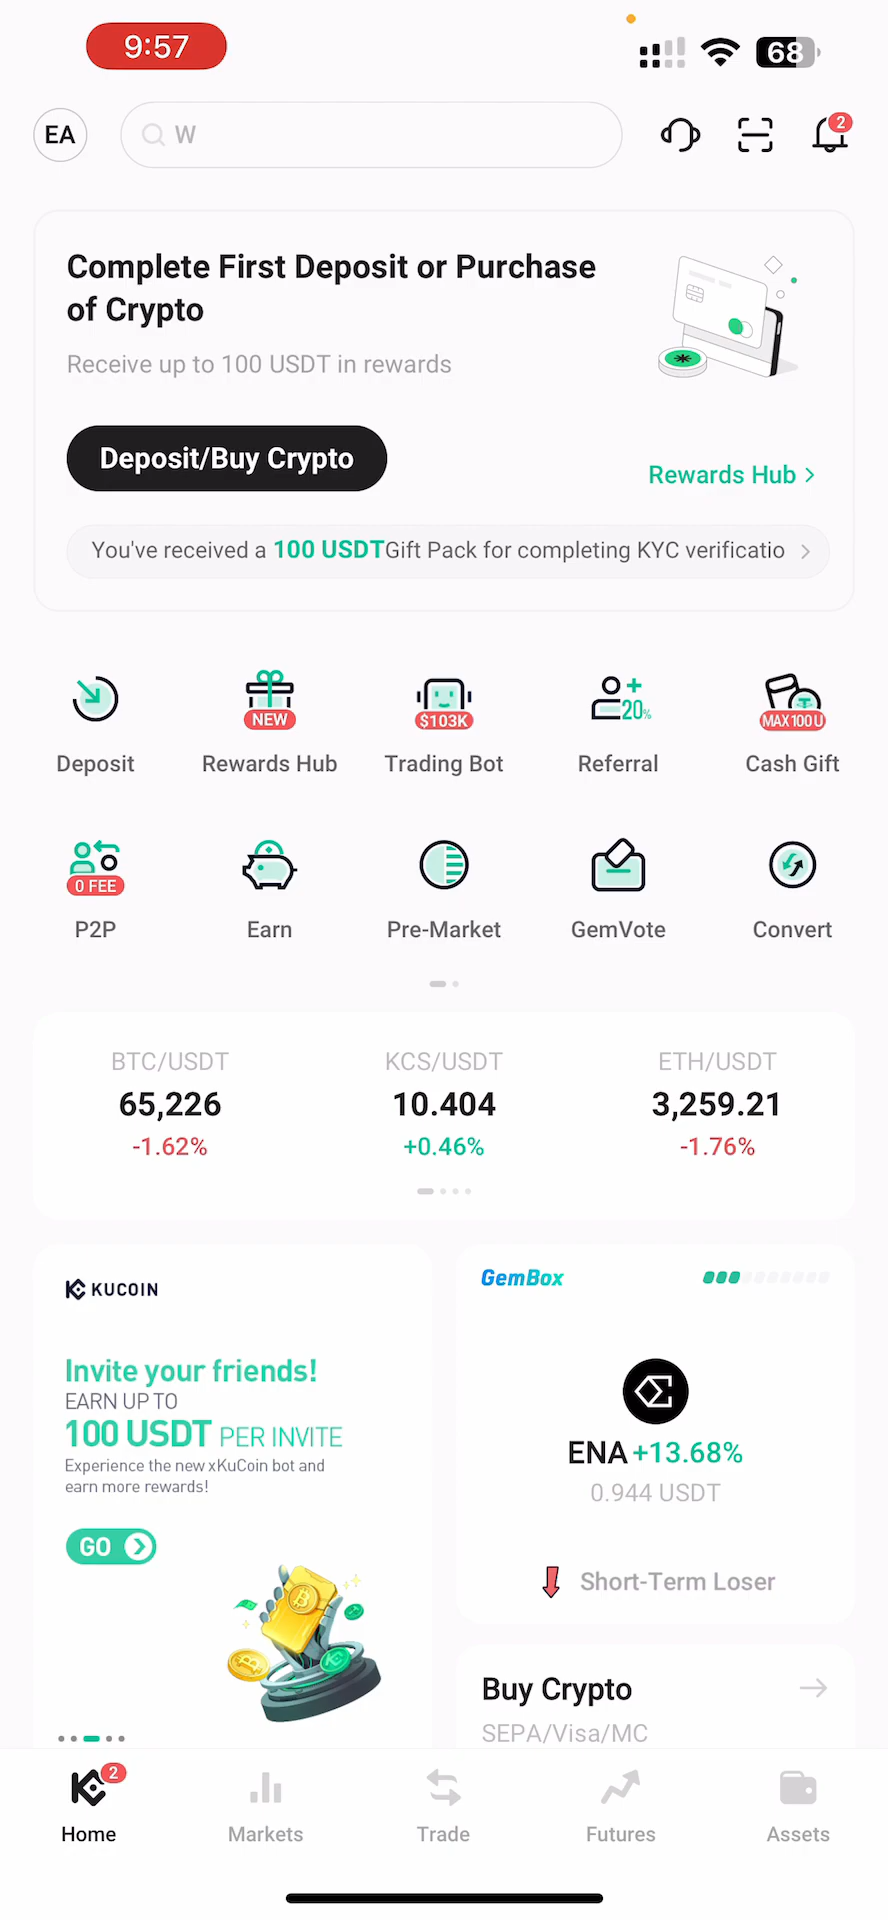 9:57
68
EA
W
2
Complete First Deposit or Purchase
of Crypto
Receive up to 100 USDT in rewards
Deposit/Buy Crypto
Rewards Hub
You've received a 100 USDTGift Pack for completing KYC verificatio
NEW
$103K
20%
MAX100U
Deposit
Rewards Hub
Trading Bot
Referral
Cash Gift
0 FEE
P2P
Earn
Pre-Market
GemVote
Convert
BTC/USDT
KCS/USDT
ETH/USDT
65,226
10.404
3,259.21
-1.62%
+0.46%
-1.76%
KUCOIN
Invite your friends!
EARN UP TO
100 USDT PER INVITE
Experience the new xKuCoin bot and
earn more rewards!
GO
GemBox
ENA +13.68%
0.944 USDT
Short-Term Loser
Buy Crypto
SEPA/Visa/MC
2
Home
Markets
Trade
Futures
Assets